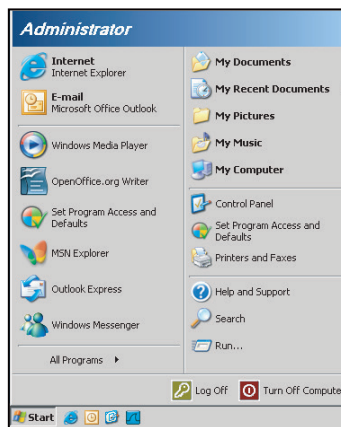 Administrator
Internet
Internet Explorer
E-mail
Microsoft Office Outlook
Windows Media Player
OpenOffice.org Writer
Set Program Access and
Defaults
MSN Explorer
Outlook Express
Windows Messenger
All Programs
My Documents
My Recent Documents
My Pictures
My Music
My Computer
Control Panel
Set Program Access and
Defaults
Printers and Faxes
Help and Support
Search
Run...
Log Off
Turn Off Compute
Start